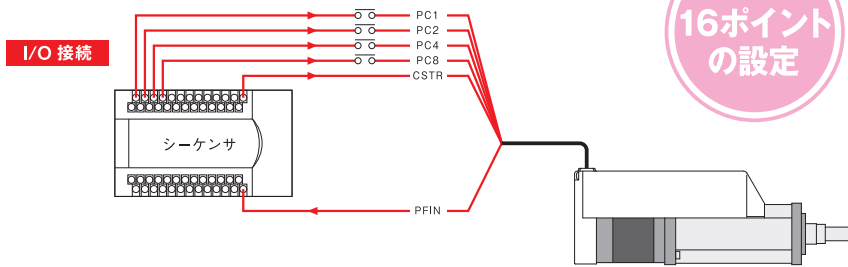 I/O 接続
PC1
PC2
PC4
PC8
CSTR
シーケンサ
PFIN
16ポイント
の設定